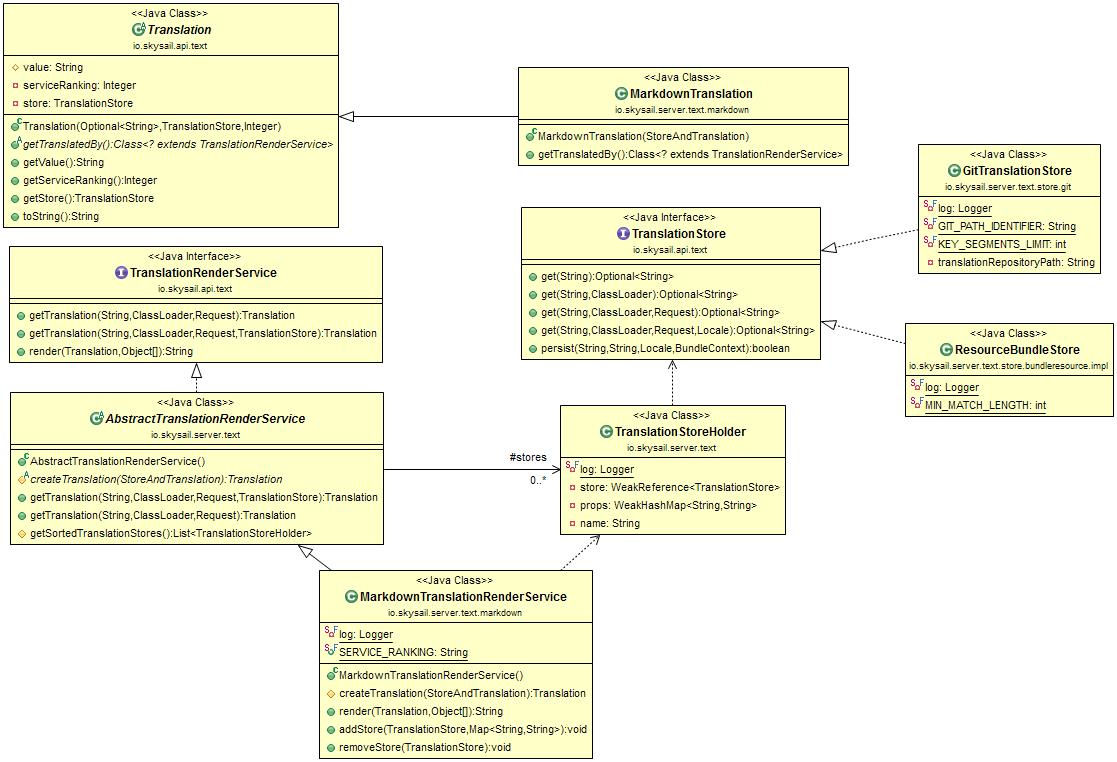 <<Java Class>>
Translation
io.skysail.api.text
value: String
serviceRanking: Integer
store: TranslationStore
Translation(Optional<String>,TranslationStore,Integer)
getTranslatedBy():Class<? extends TranslationRenderService>
getValue():String
getServiceRanking():Integer
getStore():TranslationStore
toString():String
<<Java Class>>
MarkdownTranslation
io.skysail.server.text.markdown
MarkdownTranslation(StoreAndTranslation)
getTranslatedBy():Class<? extends TranslationRenderService>
<<Java Class>>
GitTranslationStore
io.skysail.server.text.store.git
log: Logger
GIT_PATH_IDENTIFIER: String
KEY_SEGMENTS_LIMIT: int
translationRepositoryPath: String
<<Java Interface>>
TranslationStore
io.skysail.api.text
get(String):Optional<String>
get(String,ClassLoader):Optional<String>
get(String,ClassLoader,Request):Optional<String>
get(String,ClassLoader,Request,Locale):Optional<String>
persist(String,String,Locale,BundleContext):boolean
<<Java Interface>>
TranslationRenderService
io.skysail.api.text
getTranslation(String,ClassLoader,Request):Translation
getTranslation(String,ClassLoader,Request,TranslationStore):Translation
render(Translation,Object[]):String
<<Java Class>>
ResourceBundleStore
io.skysail.server.text.store.bundleresource.impl
log: Logger
MIN_MATCH_LENGTH: int
<<Java Class>>
AbstractTranslationRenderService
io.skysail.server.text
AbstractTranslationRenderService()
createTranslation(StoreAndTranslation):Translation
getTranslation(String,ClassLoader,Request,TranslationStore):Translation
getTranslation(String,ClassLoader,Request):Translation
getSortedTranslationStores():List<TranslationStoreHolder>
#stores
0..*
<<Java Class>>
TranslationStoreHolder
io.skysail.server.text
log: Logger
store: WeakReference<TranslationStore>
props: WeakHashMap<String,String>
name: String
<<Java Class>>
MarkdownTranslationRenderService
io.skysail.server.text.markdown
log: Logger
SERVICE_RANKING: String
MarkdownTranslationRenderService()
createTranslation(StoreAndTranslation):Translation
render(Translation,Object[]):String
addStore(TranslationStore,Map<String,String>):void
removeStore(TranslationStore):void